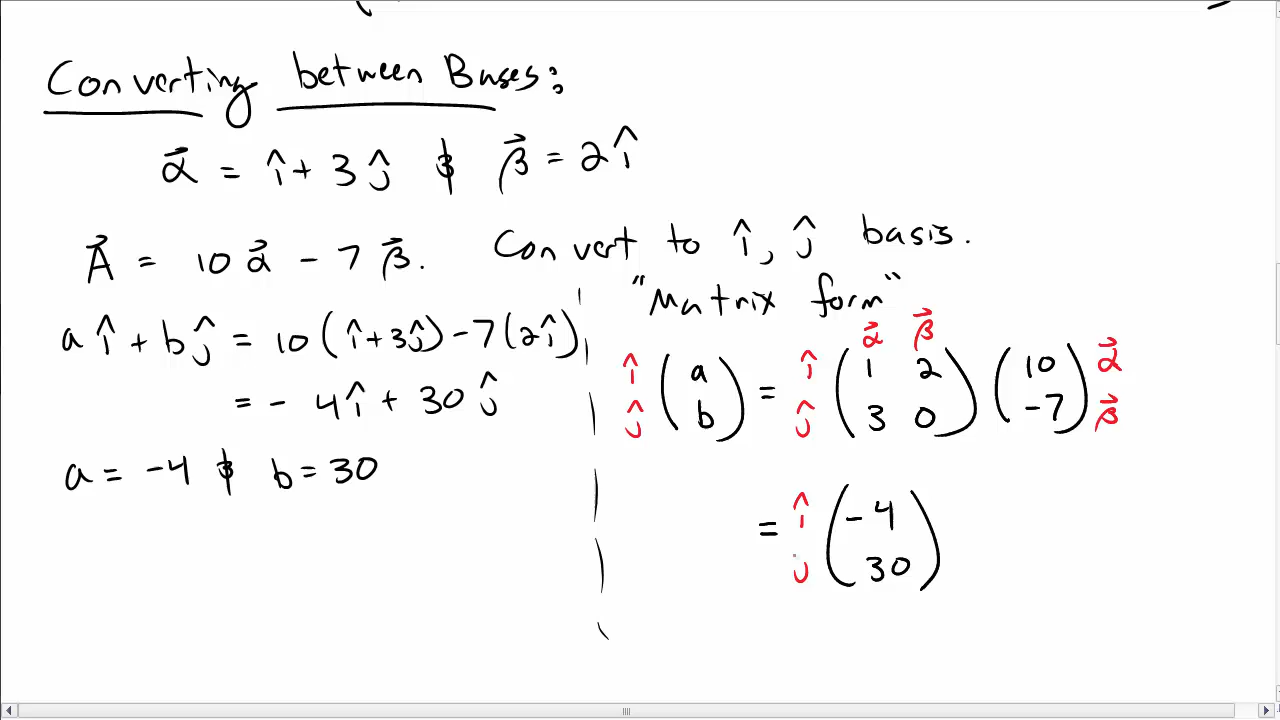 Converting between Bases:
α⃗ = î + 3ĵ & β⃗ = 2î
A⃗ = 10α⃗ - 7β⃗. Convert to î, ĵ basis.
aî + bĵ = 10(î+3ĵ) - 7(2î)
= -4î + 30ĵ
a = -4 & b = 30
"Matrix form"
α⃗ β⃗
î ( a ) = î ( 1 2 ) ( 10 ) α⃗
ĵ ( b ) ĵ ( 3 0 ) ( -7 ) β⃗
= î ( -4 )
ĵ ( 30 )